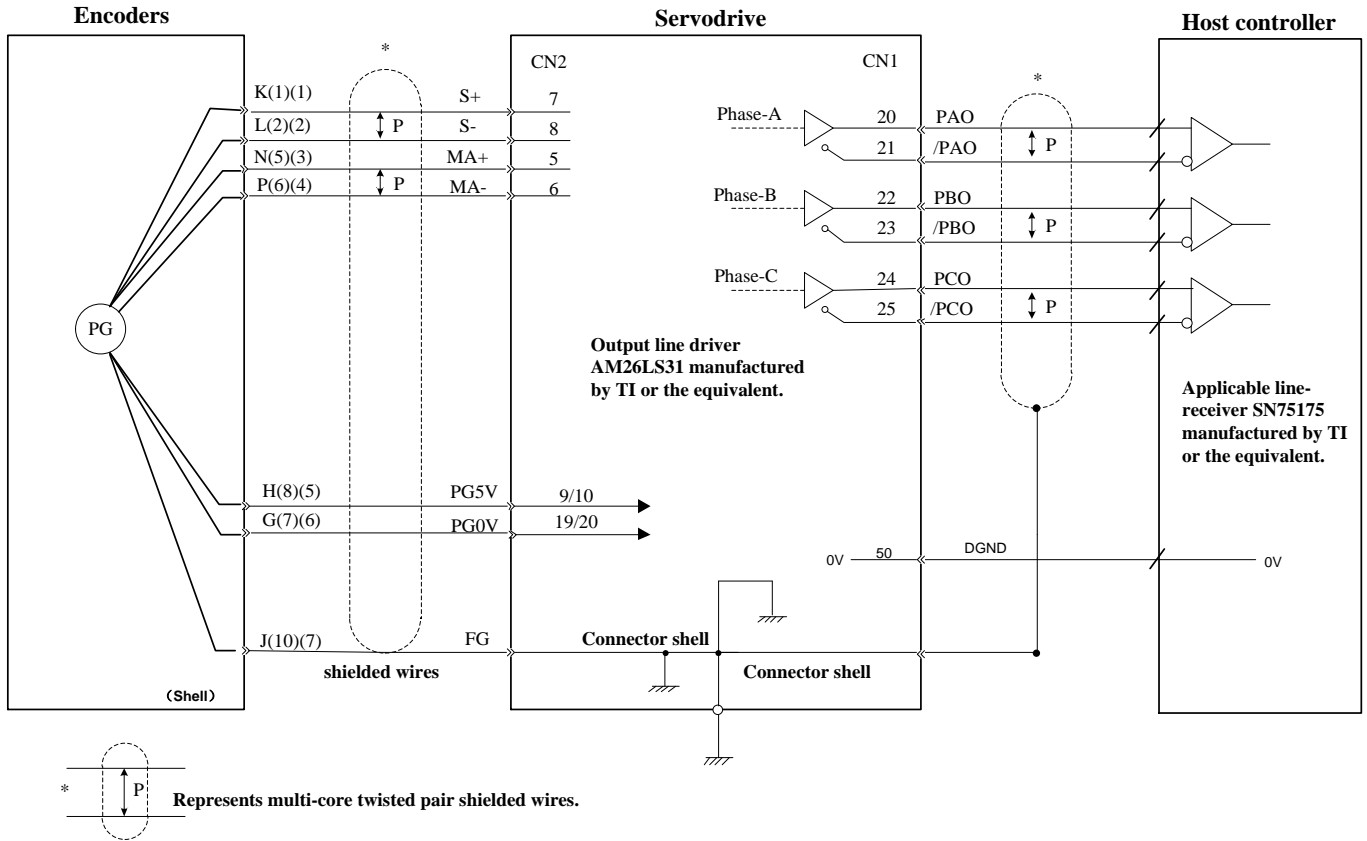 Encoders
Servodrive
Host controller
*
CN2
CN1
*
K(1)(1)
S+
7
L(2)(2)
P
S-
8
N(5)(3)
MA+
5
P(6)(4)
P
MA-
6
Phase-A
20
PAO
21
/PAO
P
Phase-B
22
PBO
23
/PBO
P
Phase-C
24
PCO
25
/PCO
P
PG
Output line driver
AM26LS31 manufactured
by TI or the equivalent.
Applicable line-
receiver SN75175
manufactured by TI
or the equivalent.
H(8)(5)
PG5V
9/10
G(7)(6)
PG0V
19/20
0V
50
DGND
0V
J(10)(7)
FG
Connector shell
shielded wires
Connector shell
(Shell)
*
P
Represents multi-core twisted pair shielded wires.